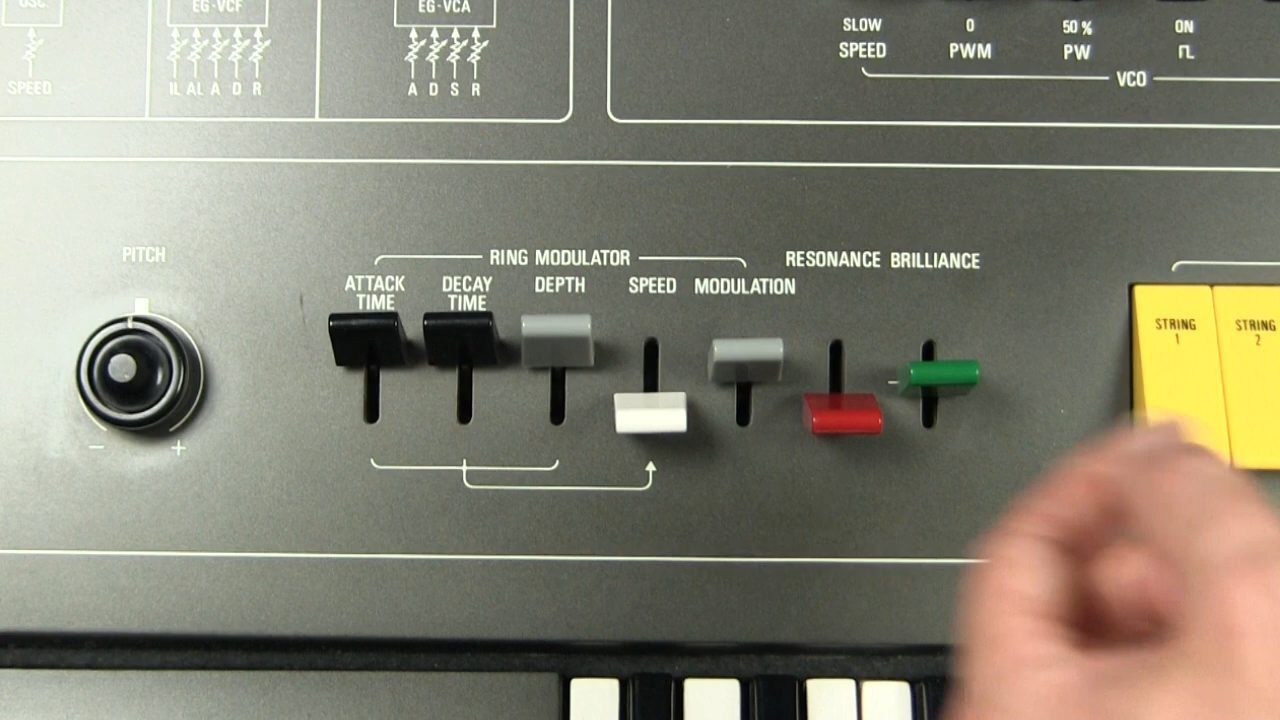 OSC
EG-VCF
EG-VCA
SPEED
IL AL A D R
A D S R
SLOW 0 50% ON
SPEED PWM PW
VCO
PITCH
- +
RING MODULATOR
ATTACK TIME
DECAY TIME
DEPTH
SPEED
MODULATION
RESONANCE
BRILLIANCE
STRING 1
STRING 2